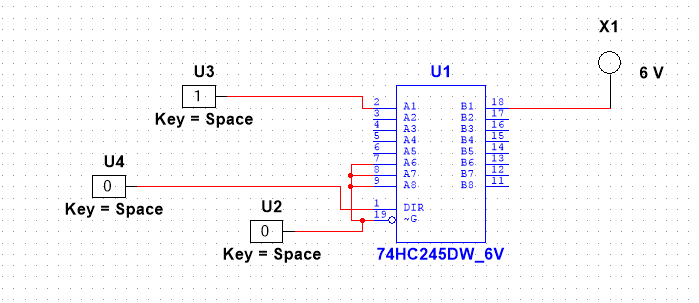 X1
6 V
U3
1
Key = Space
U4
0
Key = Space
U2
0
Key = Space
U1
2 A1 B1 18
3 A2 B2 17
4 A3 B3 16
5 A4 B4 15
6 A5 B5 14
7 A6 B6 13
8 A7 B7 12
9 A8 B8 11
1 DIR
19 ~G
74HC245DW_6V